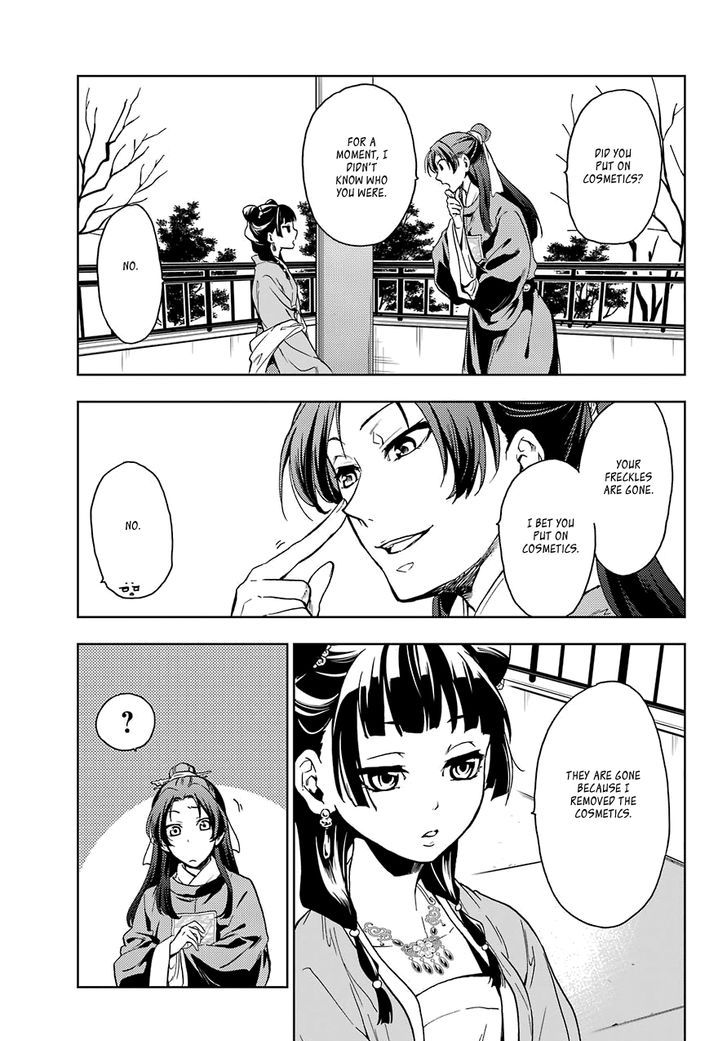 DID YOU
PUT ON
COSMETICS?
FOR A
MOMENT, I
DIDN'T
KNOW WHO
YOU WERE.
NO.
YOUR
FRECKLES
ARE GONE.
I BET YOU
PUT ON
COSMETICS.
NO.
THEY ARE GONE
BECAUSE I
REMOVED THE
COSMETICS.
?